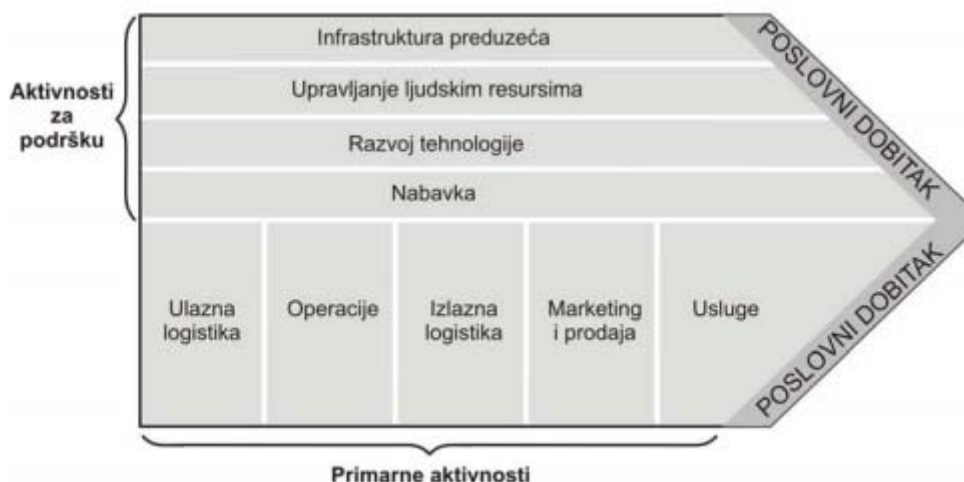 Infrastruktura preduzeća
Upravljanje ljudskim resursima
Razvoj tehnologije
Nabavka
Aktivnosti
za
podršku
POSLOVNI DOBITAK
POSLOVNI DOBITAK
Ulazna
logistika
Operacije
Izlazna
logistika
Marketing
i prodaja
Usluge
Primarne aktivnosti